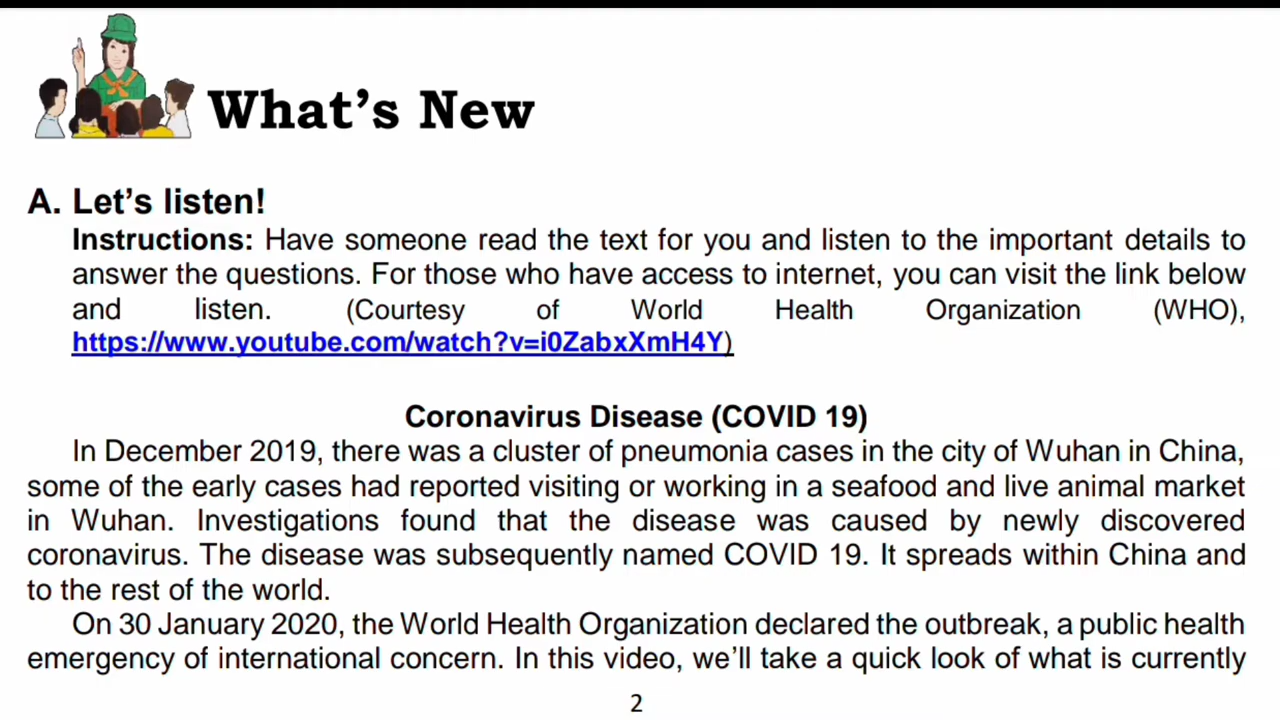 What's New
A. Let's listen!
Instructions: Have someone read the text for you and listen to the important details to
answer the questions. For those who have access to internet, you can visit the link below
and listen. (Courtesy of World Health Organization (WHO),
https://www.youtube.com/watch?v=i0ZabxXmH4Y)
Coronavirus Disease (COVID 19)
In December 2019, there was a cluster of pneumonia cases in the city of Wuhan in China,
some of the early cases had reported visiting or working in a seafood and live animal market
in Wuhan. Investigations found that the disease was caused by newly discovered
coronavirus. The disease was subsequently named COVID 19. It spreads within China and
to the rest of the world.
On 30 January 2020, the World Health Organization declared the outbreak, a public health
emergency of international concern. In this video, we'll take a quick look of what is currently
2